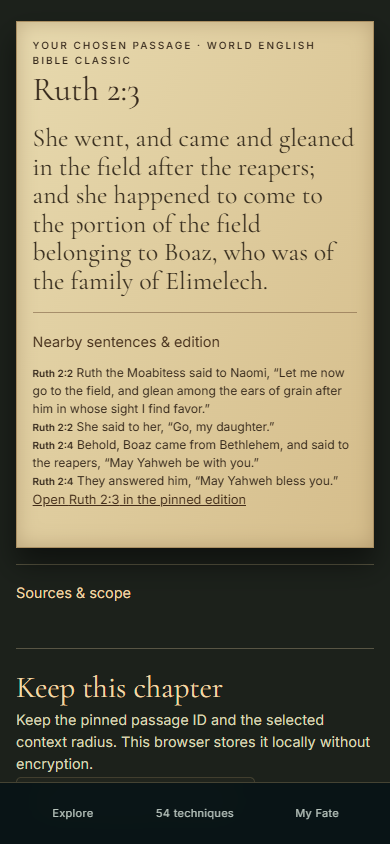 YOUR CHOSEN PASSAGE · WORLD ENGLISH
BIBLE CLASSIC
Ruth 2:3
She went, and came and gleaned
in the field after the reapers;
and she happened to come to
the portion of the field
belonging to Boaz, who was of
the family of Elimelech.
Nearby sentences & edition
Ruth 2:2 Ruth the Moabitess said to Naomi, “Let me now
go to the field, and glean among the ears of grain after
him in whose sight I find favor.”
Ruth 2:2 She said to her, “Go, my daughter.”
Ruth 2:4 Behold, Boaz came from Bethlehem, and said to
the reapers, “May Yahweh be with you.”
Ruth 2:4 They answered him, “May Yahweh bless you.”
Open Ruth 2:3 in the pinned edition
Sources & scope
Keep this chapter
Keep the pinned passage ID and the selected
context radius. This browser stores it locally without
encryption.
Explore
54 techniques
My Fate